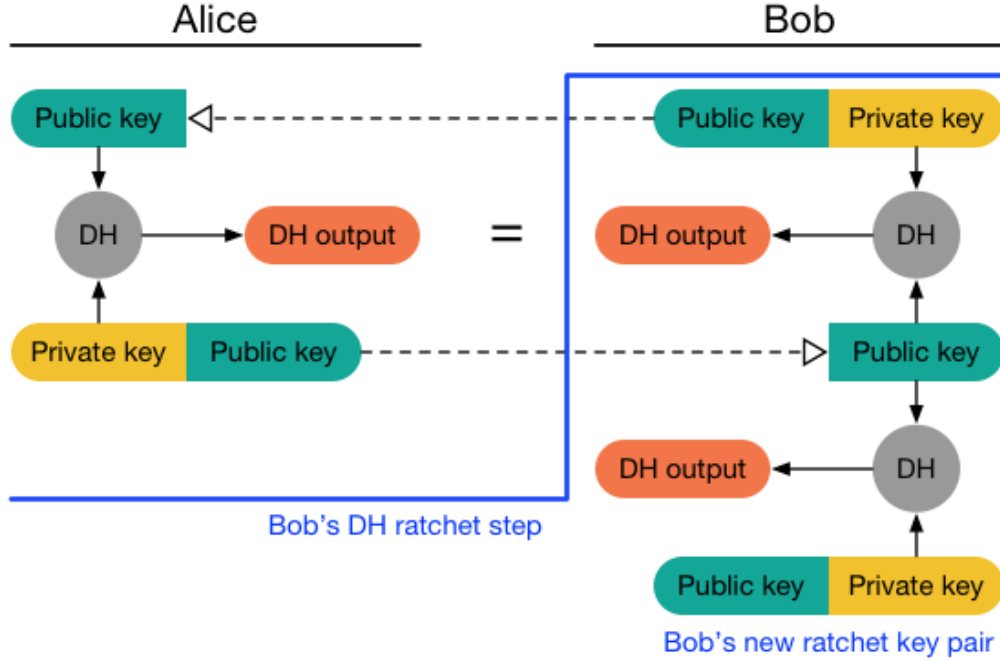 Alice
Bob
Public key
Public key
Private key
DH
DH output
=
DH output
DH
Private key
Public key
Public key
DH output
DH
Bob's DH ratchet step
Public key
Private key
Bob's new ratchet key pair